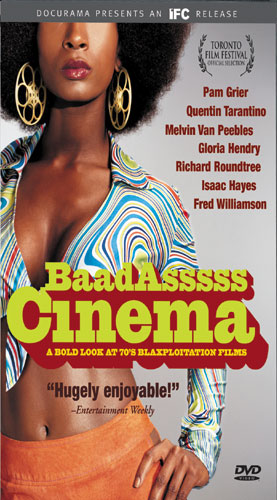 DOCURAMA PRESENTS AN iFC RELEASE
TORONTO
FILM FESTIVAL
OFFICIAL SELECTION
Pam Grier
Quentin Tarantino
Melvin Van Peebles
Gloria Hendry
Richard Roundtree
Isaac Hayes
Fred Williamson
BaadAsssss
Cinema
A BOLD LOOK AT 70'S BLAXPLOITATION FILMS
"Hugely enjoyable!"
–Entertainment Weekly
DVD
VIDEO